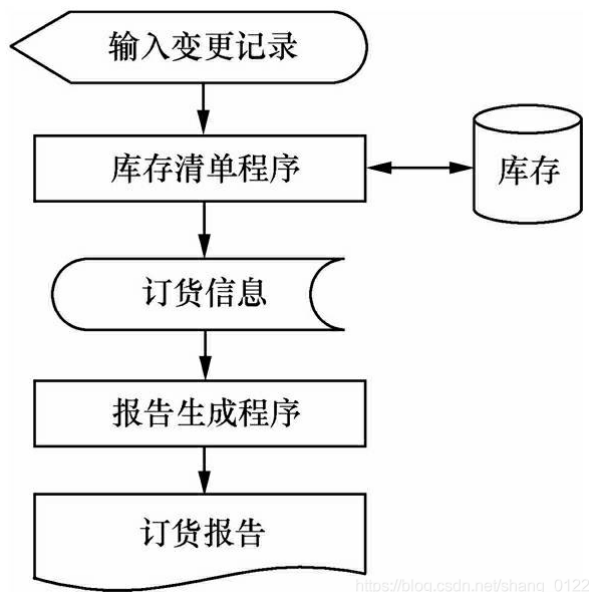 输入变更记录
库存清单程序
库存
订货信息
报告生成程序
订货报告
https://blog.csdn.net/shang_0122